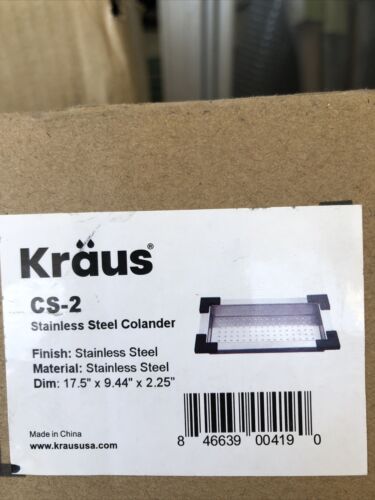 Kräus®
CS-2
Stainless Steel Colander
Finish: Stainless Steel
Material: Stainless Steel
Dim: 17.5" x 9.44" x 2.25"
Made in China
www.kraususa.com
8 46639 00419 0